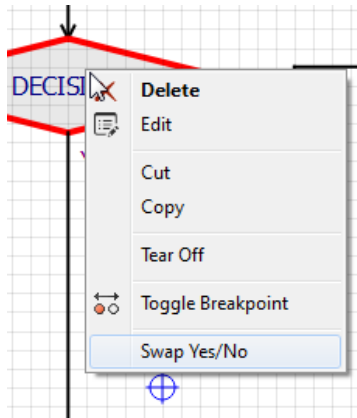 DECISI
Delete
Edit
Cut
Copy
Tear Off
Toggle Breakpoint
Swap Yes/No